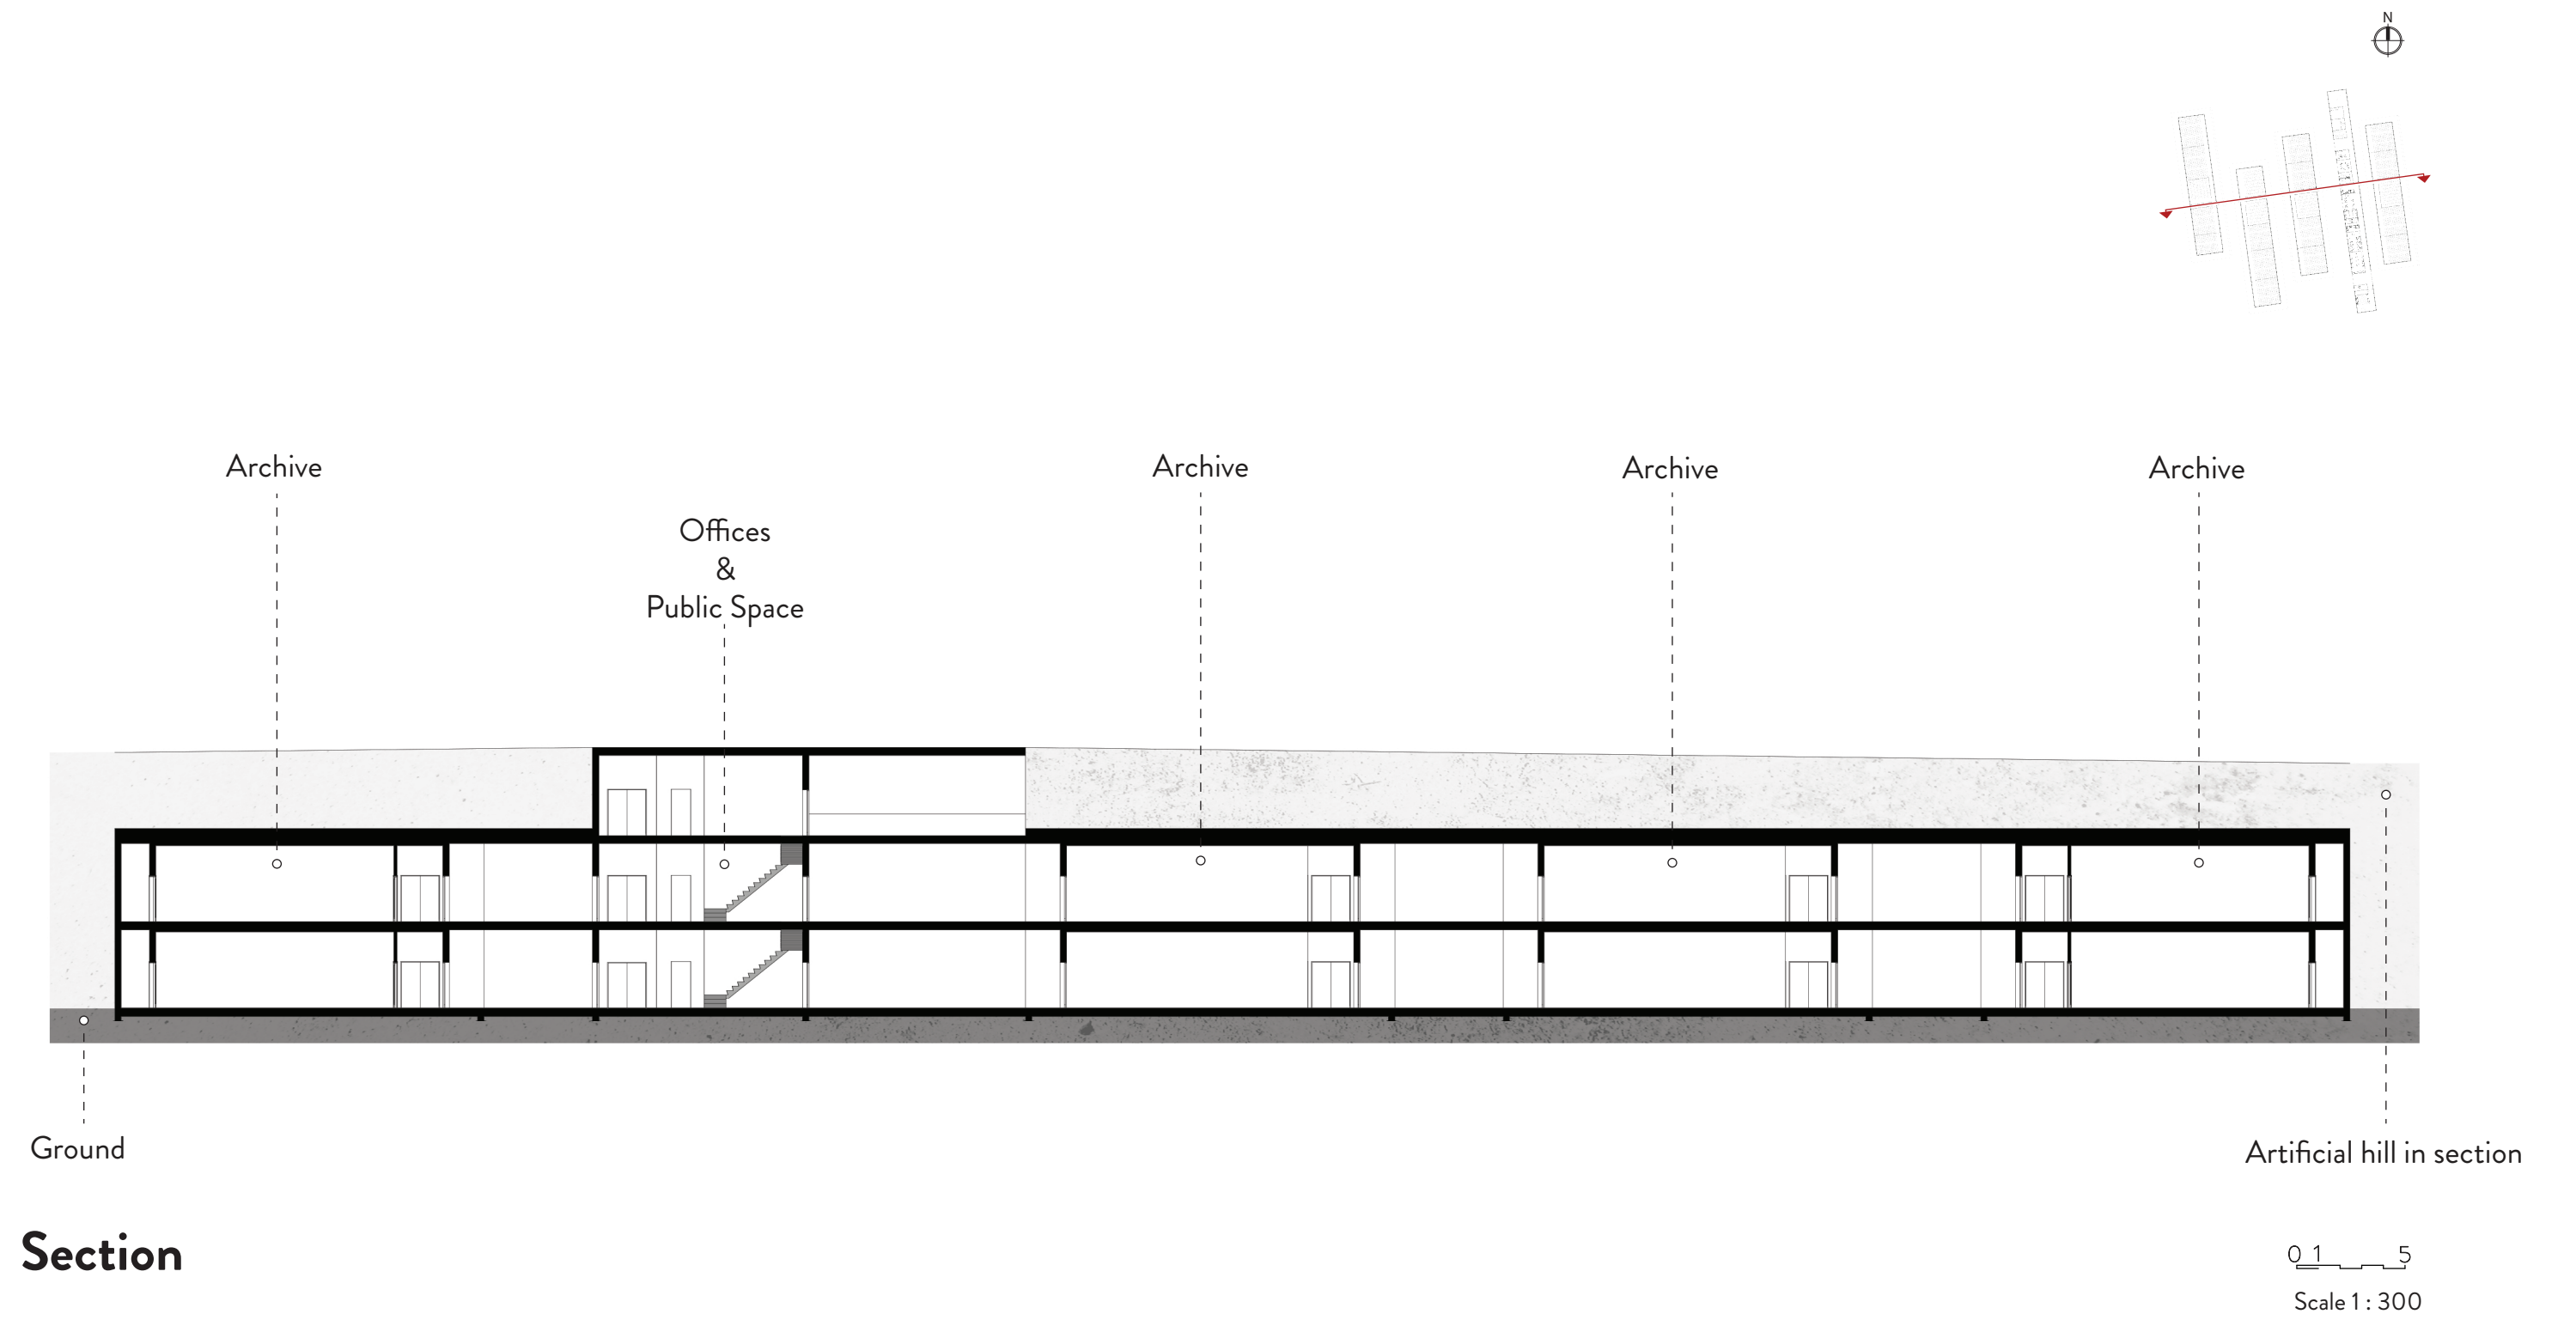 N
Archive
Archive
Archive
Archive
Offices
&
Public Space
Ground
Artificial hill in section
Section
0 1 5
Scale 1 : 300